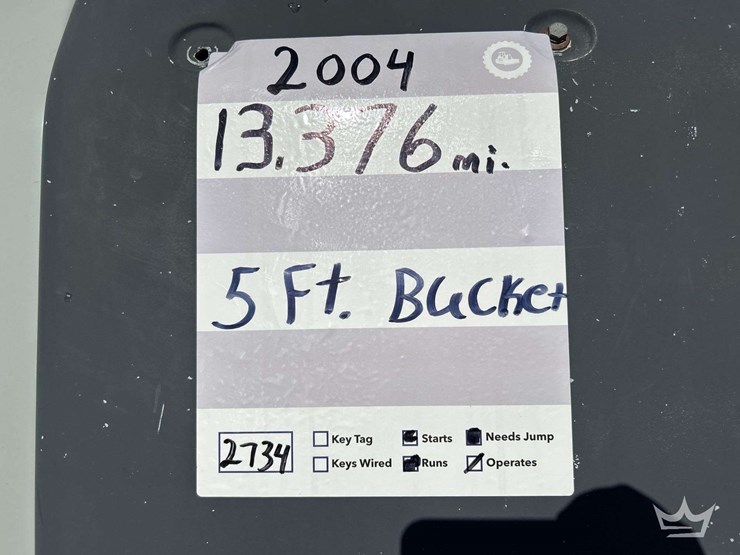 2004
13,376 mi.
5 Ft. Bucket
2734
Key Tag Starts Needs Jump
Keys Wired Runs Operates